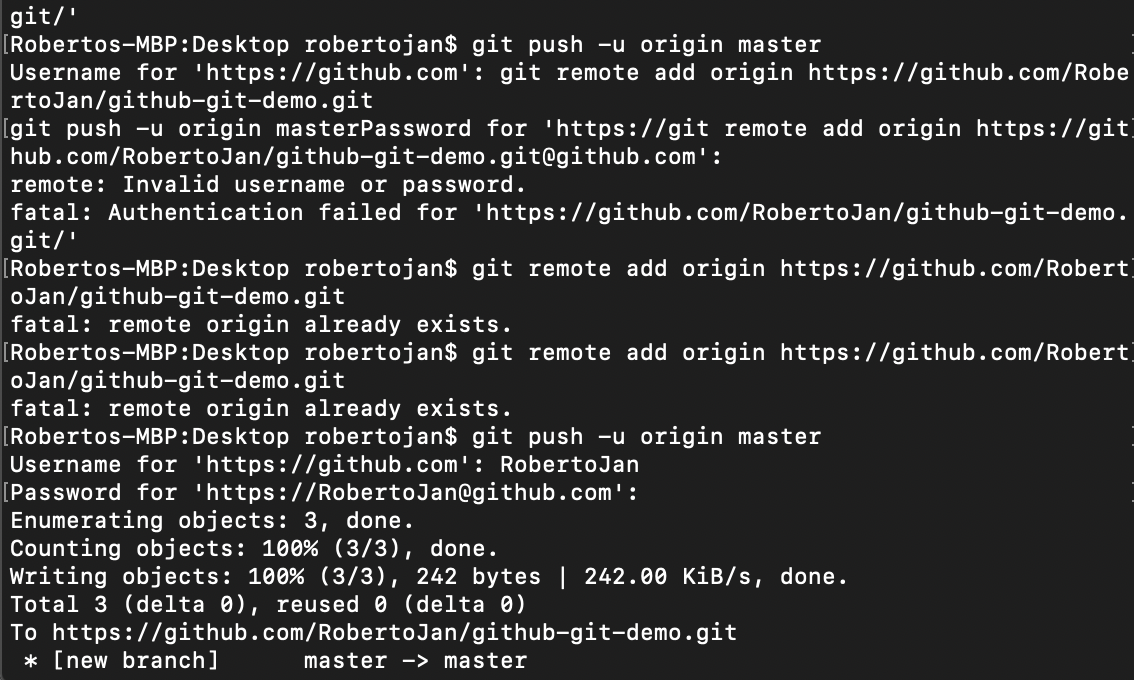 git/'
[Robertos-MBP:Desktop robertojan$ git push -u origin master ]
Username for 'https://github.com': git remote add origin https://github.com/Robe
rtoJan/github-git-demo.git
[git push -u origin masterPassword for 'https://git remote add origin https://git]
hub.com/RobertoJan/github-git-demo.git@github.com':
remote: Invalid username or password.
fatal: Authentication failed for 'https://github.com/RobertoJan/github-git-demo.
git/'
[Robertos-MBP:Desktop robertojan$ git remote add origin https://github.com/Robert]
oJan/github-git-demo.git
fatal: remote origin already exists.
[Robertos-MBP:Desktop robertojan$ git remote add origin https://github.com/Robert]
oJan/github-git-demo.git
fatal: remote origin already exists.
[Robertos-MBP:Desktop robertojan$ git push -u origin master ]
Username for 'https://github.com': RobertoJan
[Password for 'https://RobertoJan@github.com': ]
Enumerating objects: 3, done.
Counting objects: 100% (3/3), done.
Writing objects: 100% (3/3), 242 bytes | 242.00 KiB/s, done.
Total 3 (delta 0), reused 0 (delta 0)
To https://github.com/RobertoJan/github-git-demo.git
 * [new branch]      master -> master